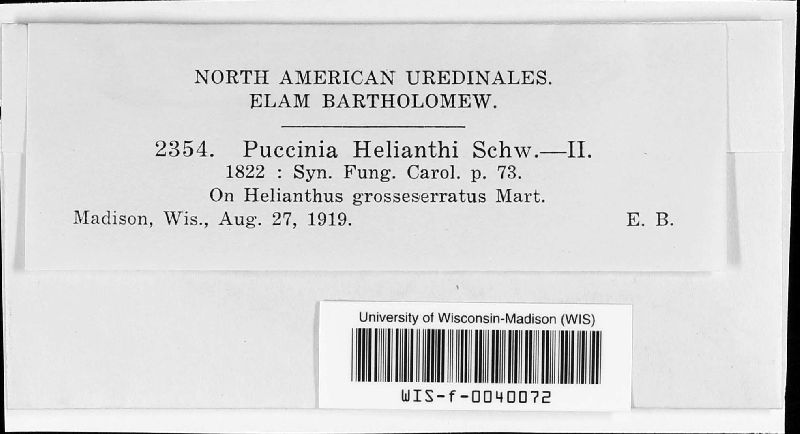 NORTH AMERICAN UREDINALES.
ELAM BARTHOLOMEW.
2354. Puccinia Helianthi Schw.—II.
1822 : Syn. Fung. Carol. p. 73.
On Helianthus grosseserratus Mart.
Madison, Wis., Aug. 27, 1919. E. B.
University of Wisconsin-Madison (WIS)
WIS-f-0040072